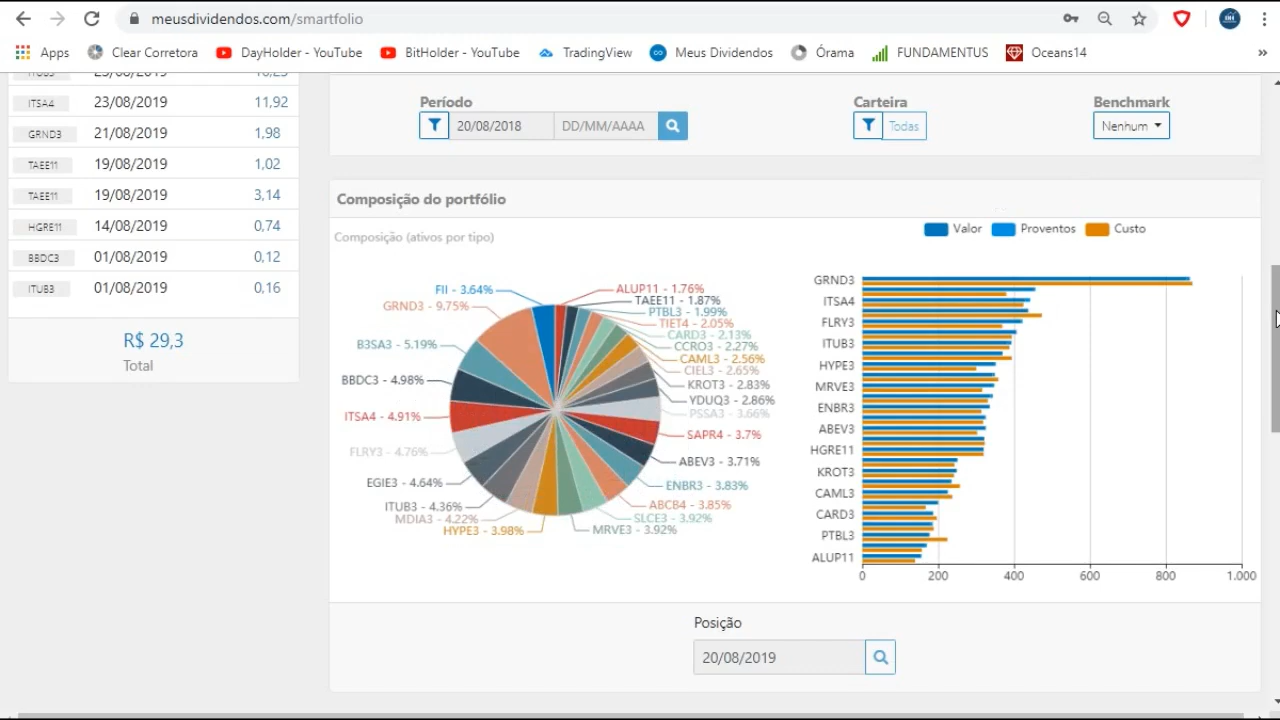 meusdividendos.com/smartfolio
Apps
Clear Corretora
DayHolder - YouTube
BitHolder - YouTube
TradingView
Meus Dividendos
Órama
FUNDAMENTUS
Oceans14
»
ITSA4 23/08/2019 11,92
GRND3 21/08/2019 1,98
TAEE11 19/08/2019 1,02
TAEE11 19/08/2019 3,14
HGRE11 14/08/2019 0,74
BBDC3 01/08/2019 0,12
ITUB3 01/08/2019 0,16
R$ 29,3
Total
Período
20/08/2018 DD/MM/AAAA
Carteira
Todas
Benchmark
Nenhum
Composição do portfólio
Composição (ativos por tipo)
FII - 3.64%
GRND3 - 9.75%
B3SA3 - 5.19%
BBDC3 - 4.98%
ITSA4 - 4.91%
FLRY3 - 4.76%
EGIE3 - 4.64%
ITUB3 - 4.36%
MDIA3 - 4.22%
HYPE3 - 3.98%
ALUP11 - 1.76%
TAEE11 - 1.87%
PTBL3 - 1.99%
TIET4 - 2.05%
CARD3 - 2.13%
CCRO3 - 2.27%
CAML3 - 2.56%
CIEL3 - 2.65%
KROT3 - 2.83%
YDUQ3 - 2.86%
PSSA3 - 3.66%
SAPR4 - 3.7%
ABEV3 - 3.71%
ENBR3 - 3.83%
ABCB4 - 3.85%
SLCE3 - 3.92%
MRVE3 - 3.92%
Valor Proventos Custo
GRND3
ITSA4
FLRY3
ITUB3
HYPE3
MRVE3
ENBR3
ABEV3
HGRE11
KROT3
CAML3
CARD3
PTBL3
ALUP11
0 200 400 600 800 1.000
Posição
20/08/2019